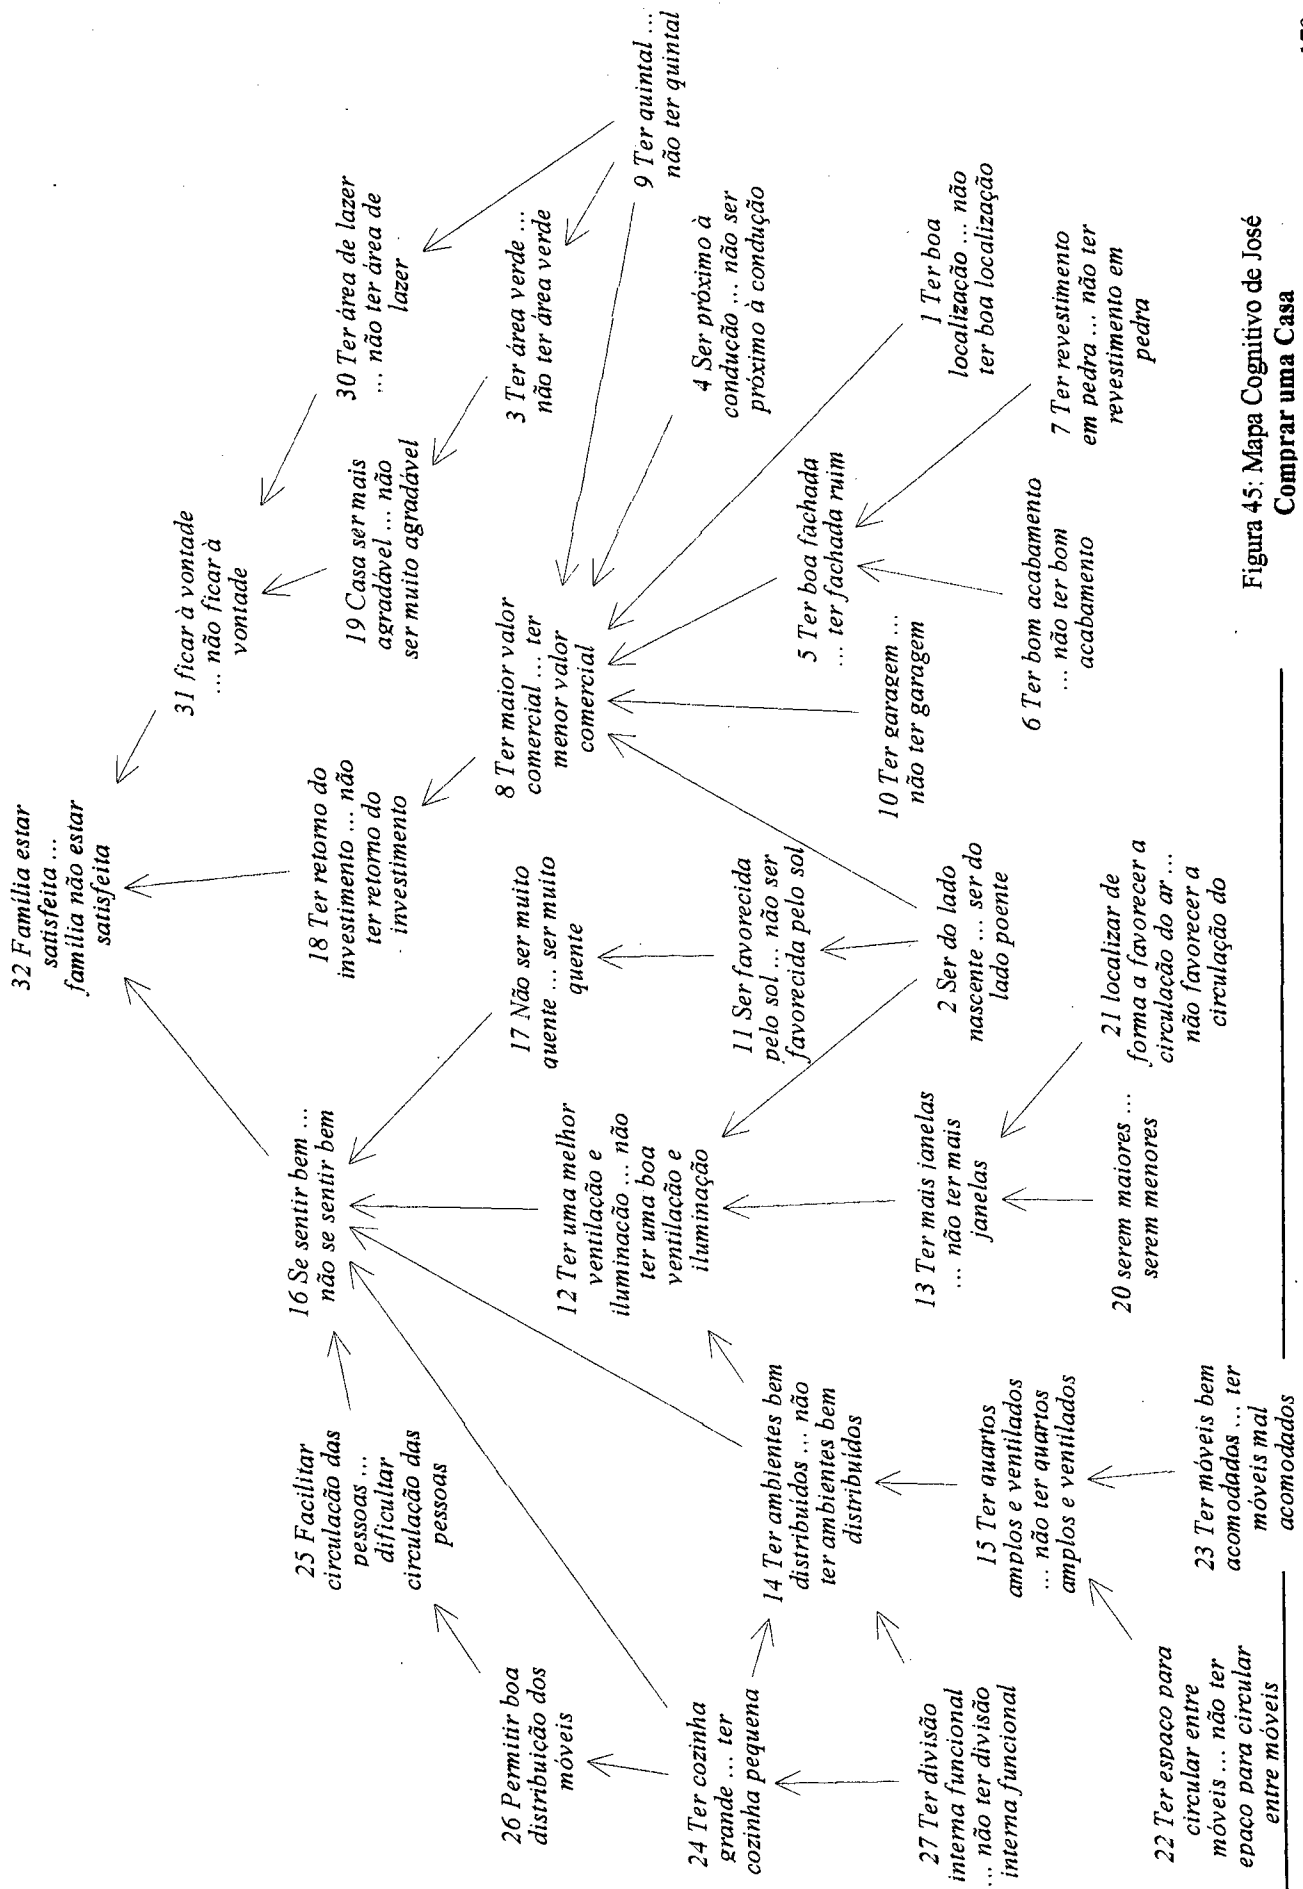 32 Família estar
satisfeita ...
família não estar
satisfeita
31 ficar à vontade
... não ficar à
vontade
16 Se sentir bem ...
não se sentir bem
18 Ter retorno do
investimento ... não
ter retorno do
investimento
30 Ter área de lazer
... não ter área de
lazer
19 Casa ser mais
agradável ... não
ser muito agradável
25 Facilitar
circulação das
pessoas ...
dificultar
circulação das
pessoas
17 Não ser muito
quente ... ser muito
quente
8 Ter maior valor
comercial ... ter
menor valor
comercial
3 Ter área verde ...
não ter área verde
9 Ter quintal ...
não ter quintal
26 Permitir boa
distribuição dos
móveis
12 Ter uma melhor
ventilação e
iluminacão ... não
ter uma boa
ventilação e
iluminação
11 Ser favorecida
pelo sol ... não ser
favorecida pelo sol
4 Ser próximo à
condução ... não ser
próximo à condução
24 Ter cozinha
grande ... ter
cozinha pequena
14 Ter ambientes bem
distribuídos ... não
ter ambientes bem
distribuídos
5 Ter boa fachada
... ter fachada ruim
10 Ter garagem ...
não ter garagem
2 Ser do lado
nascente ... ser do
lado poente
1 Ter boa
localização ... não
ter boa localização
27 Ter divisão
interna funcional
... não ter divisão
interna funcional
15 Ter quartos
amplos e ventilados
... não ter quartos
amplos e ventilados
13 Ter mais ianelas
... não ter mais
janelas
6 Ter bom acabamento
... não ter bom
acabamento
7 Ter revestimento
em pedra ... não ter
revestimento em
pedra
22 Ter espaço para
circular entre
móveis ... não ter
epaço para circular
entre móveis
23 Ter móveis bem
acomodados ... ter
móveis mal
acomodados
20 serem maiores ...
serem menores
21 localizar de
forma a favorecer a
circulação do ar ...
não favorecer a
circulação do
Figura 45: Mapa Cognitivo de José
Comprar uma Casa